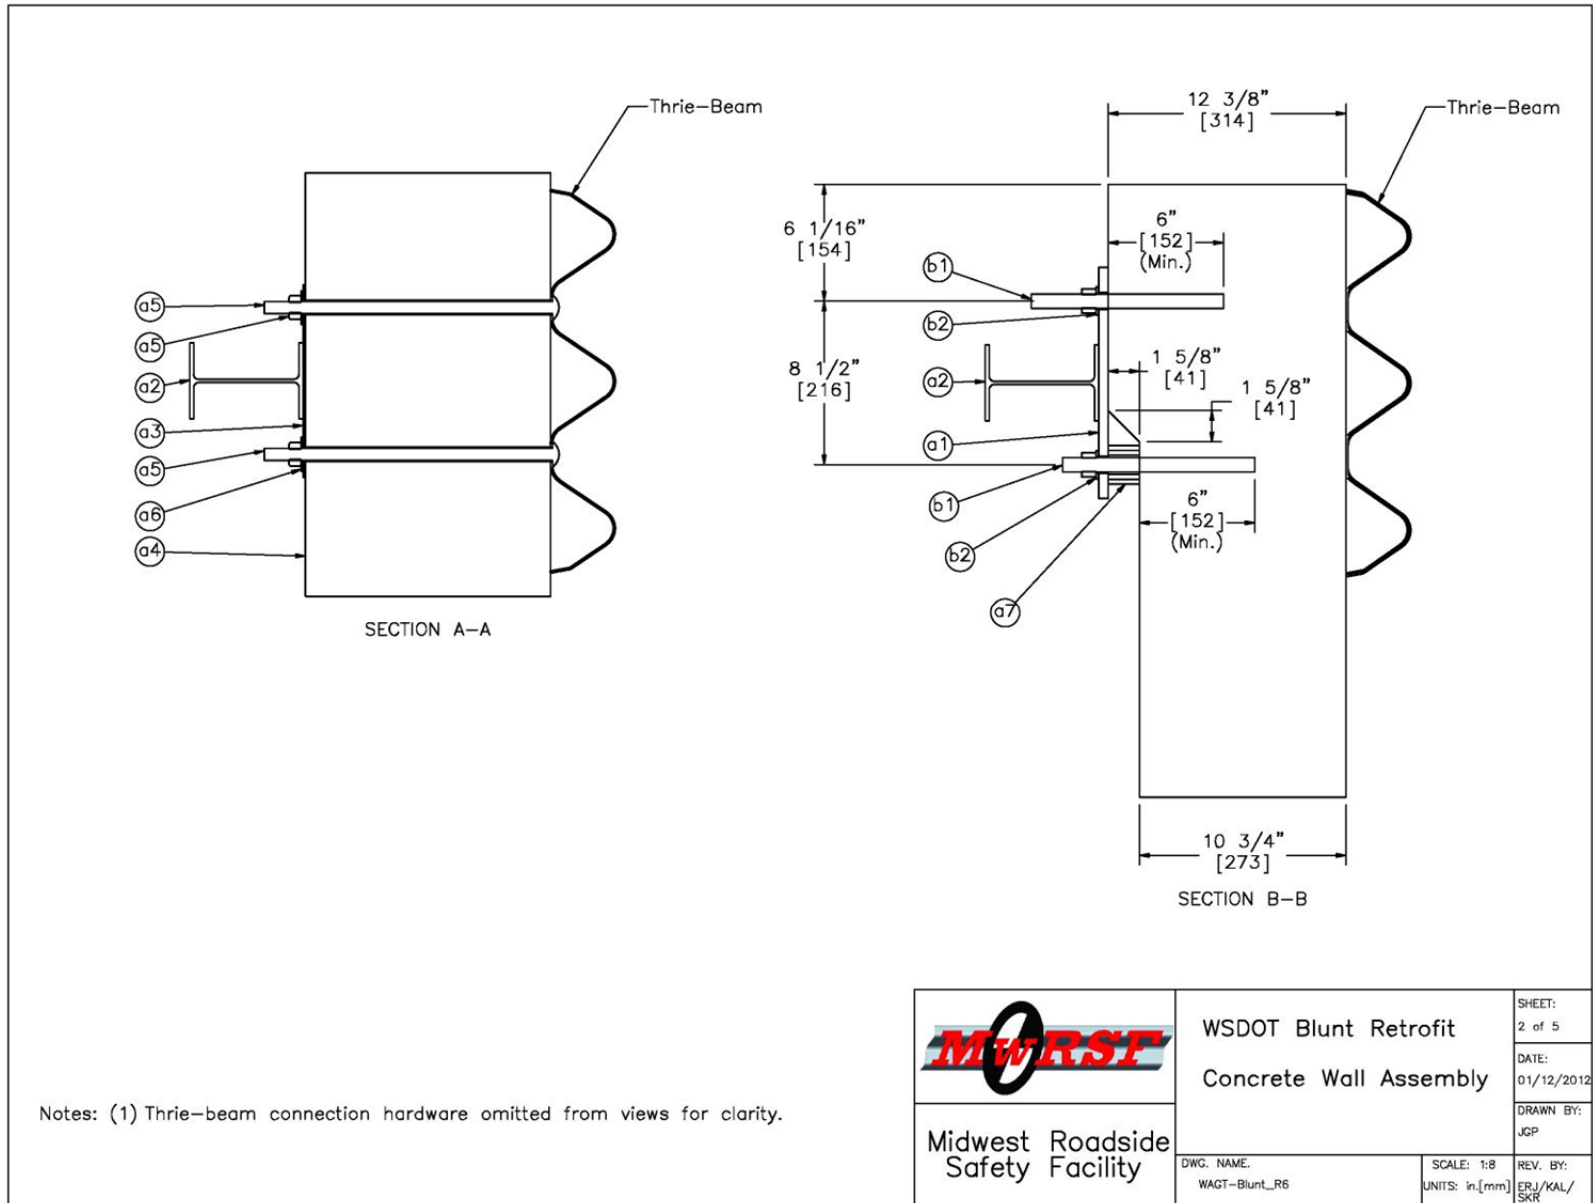 Thrie-Beam
a5
a5
a2
a3
a5
a6
a4
SECTION A-A
12 3/8"
[314]
Thrie-Beam
6 1/16"
[154]
6"
[152]
(Min.)
b1
b2
8 1/2"
[216]
1 5/8"
[41]
1 5/8"
[41]
a2
a1
b1
6"
[152]
(Min.)
b2
a7
10 3/4"
[273]
SECTION B-B
Notes: (1) Thrie-beam connection hardware omitted from views for clarity.
MwRSF
Midwest Roadside
Safety Facility
WSDOT Blunt Retrofit
Concrete Wall Assembly
SHEET:
2 of 5
DATE:
01/12/2012
DRAWN BY:
JGP
DWG. NAME.
WAGT-Blunt_R6
SCALE: 1:8
UNITS: in.[mm]
REV. BY:
ERJ/KAL/
SKR